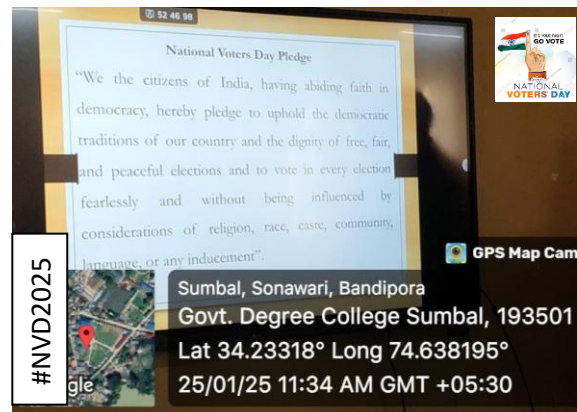 52 46 98
National Voters Day Pledge
“We the citizens of India, having abiding faith in
democracy, hereby pledge to uphold the democratic
traditions of our country and the dignity of free, fair,
and peaceful elections and to vote in every election
fearlessly and without being influenced by
considerations of religion, race, caste, community,
language, or any inducement”.
GO VOTE
NATIONAL
VOTERS' DAY
GPS Map Cam
#NVD2025
gle
Sumbal, Sonawari, Bandipora
Govt. Degree College Sumbal, 193501
Lat 34.23318° Long 74.638195°
25/01/25 11:34 AM GMT +05:30